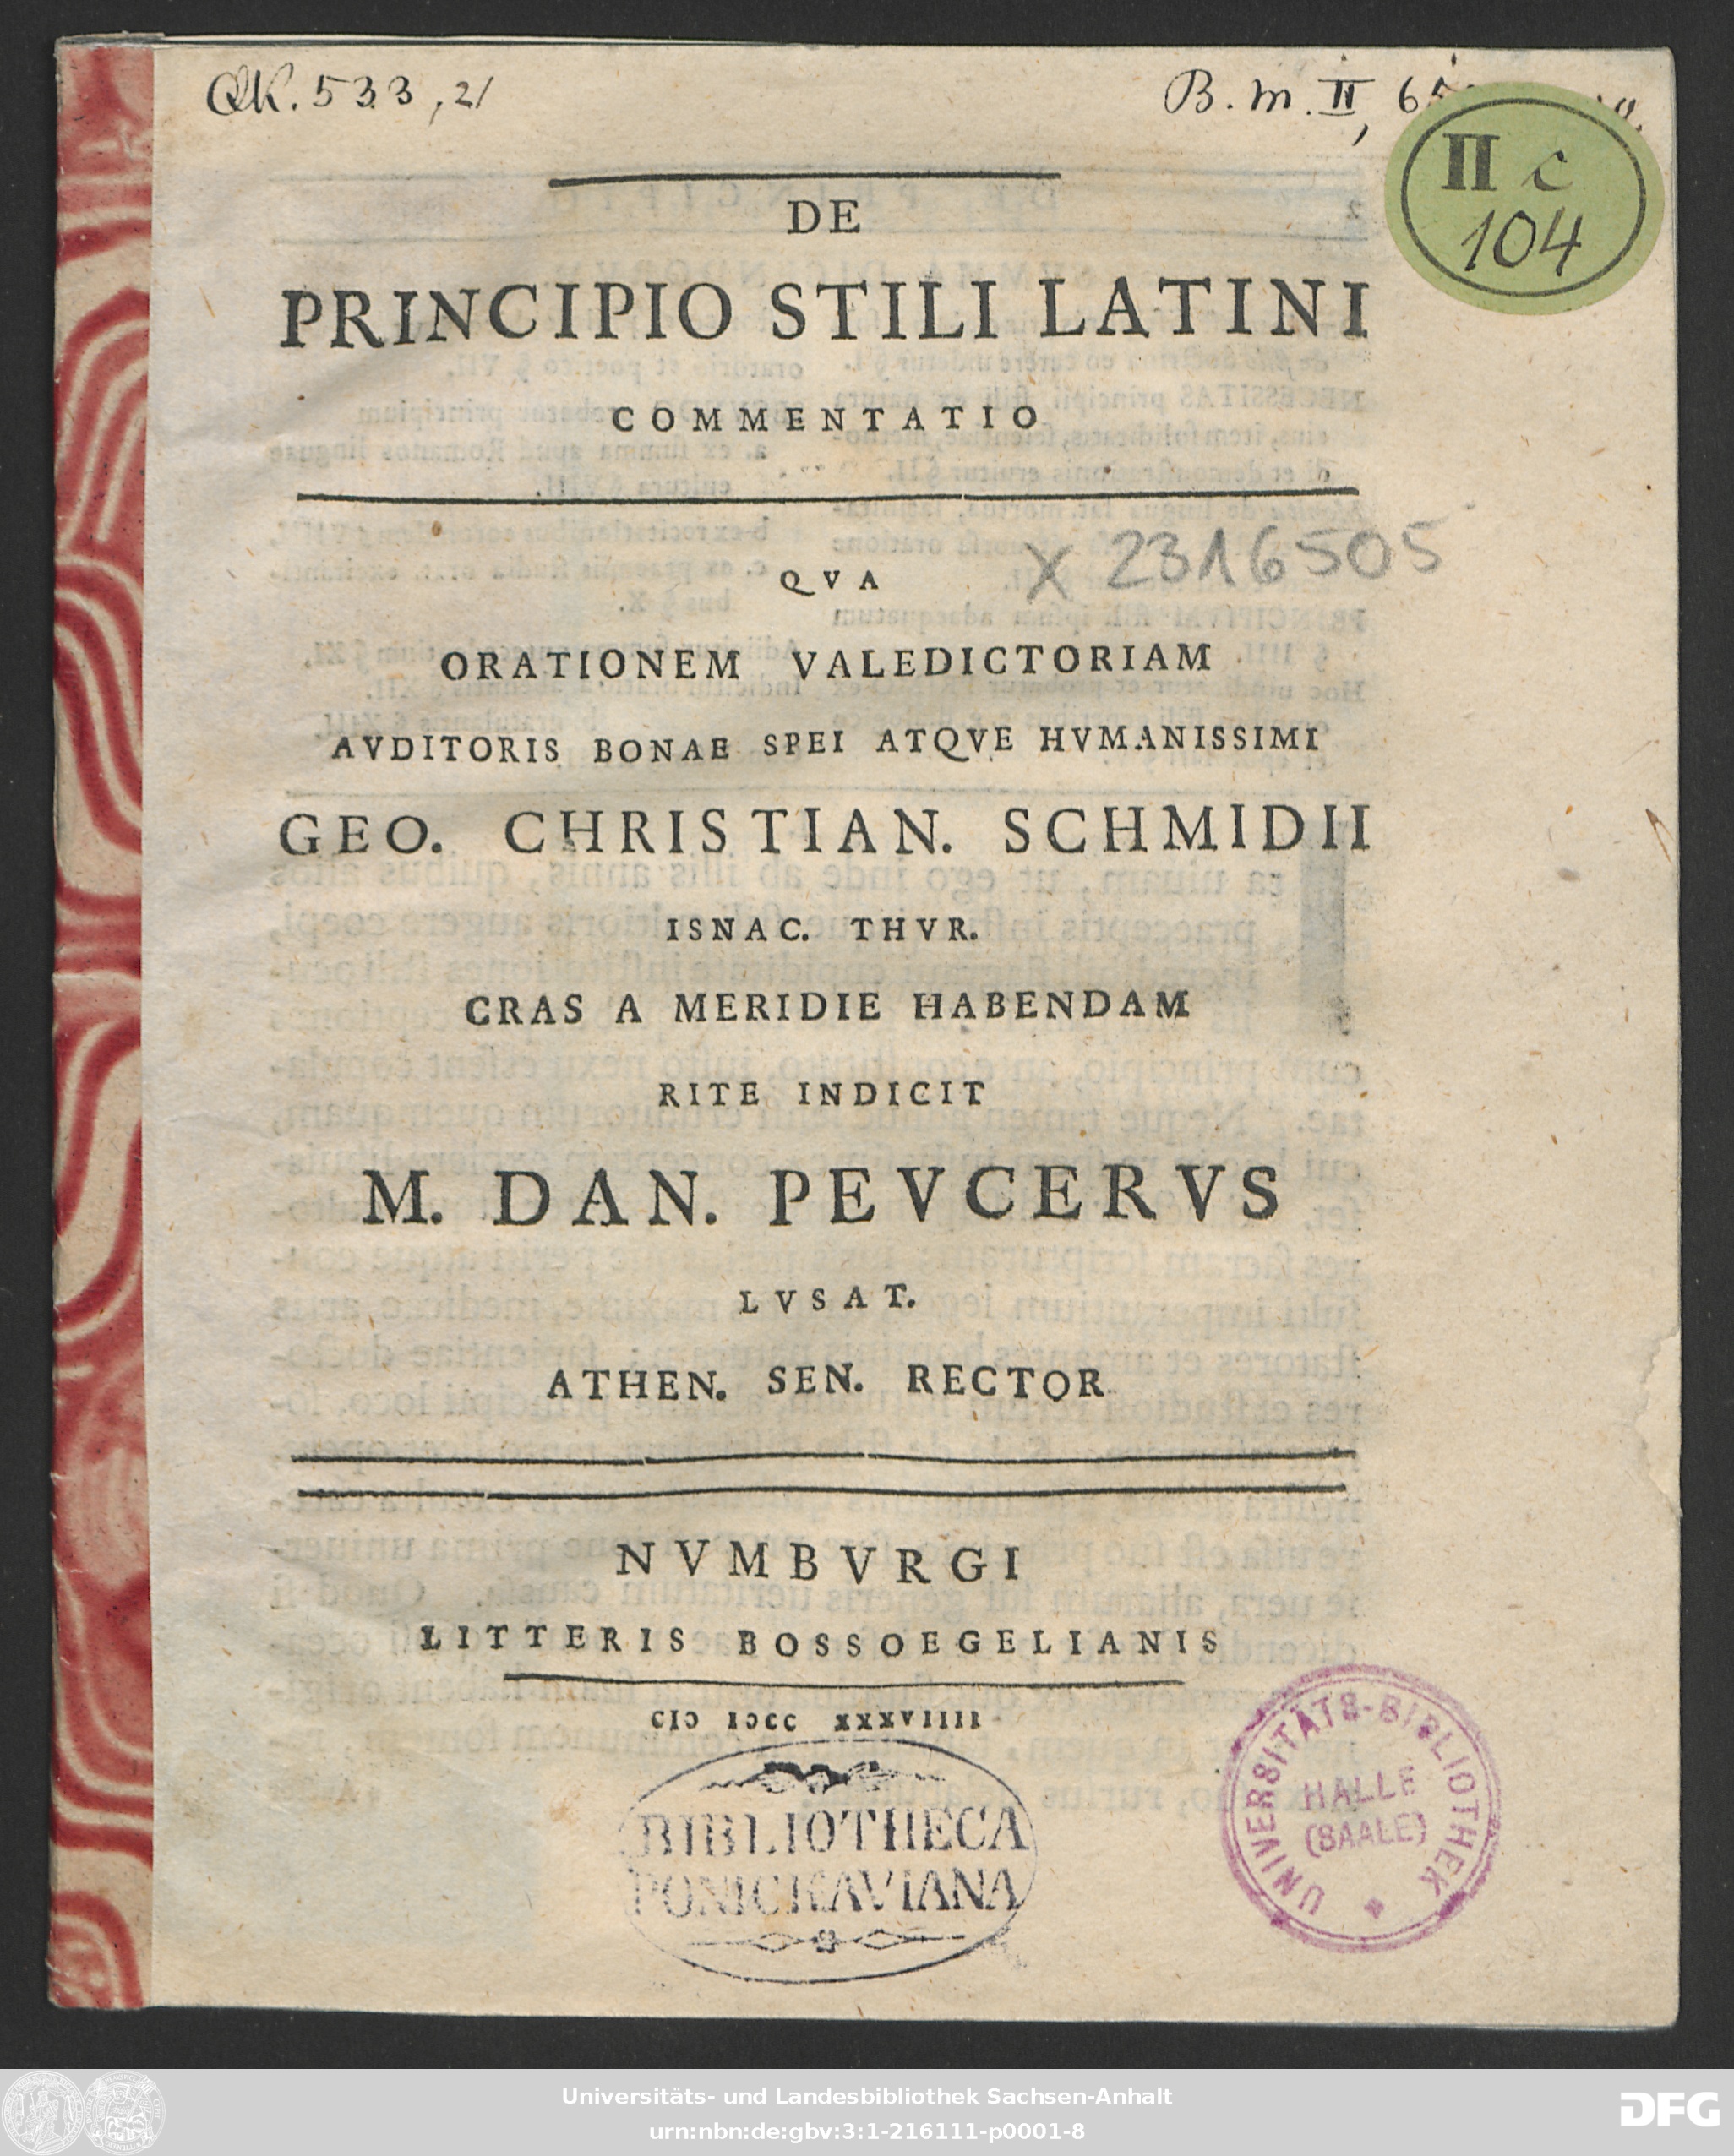 QK. 533, 21
B. m. II, 6
II c
104
DE
PRINCIPIO STILI LATINI
COMMENTATIO
X 2316505
QVA
ORATIONEM VALEDICTORIAM
AVDITORIS BONAE SPEI ATQVE HVMANISSIMI
GEO. CHRISTIAN. SCHMIDII
ISNAC. THVR.
CRAS A MERIDIE HABENDAM
RITE INDICIT
M. DAN. PEVCERVS
LVSAT.
ATHEN. SEN. RECTOR
NVMBVRGI
LITTERIS BOSSOEGELIANIS
CIↃ IↃCC XXXVIIII
BIBLIOTHECA
PONICKAVIANA
UNIVERSITÄTS-BIBLIOTHEK
HALLE
(SAALE)
Universitäts- und Landesbibliothek Sachsen-Anhalt
urn:nbn:de:gbv:3:1-216111-p0001-8
DFG